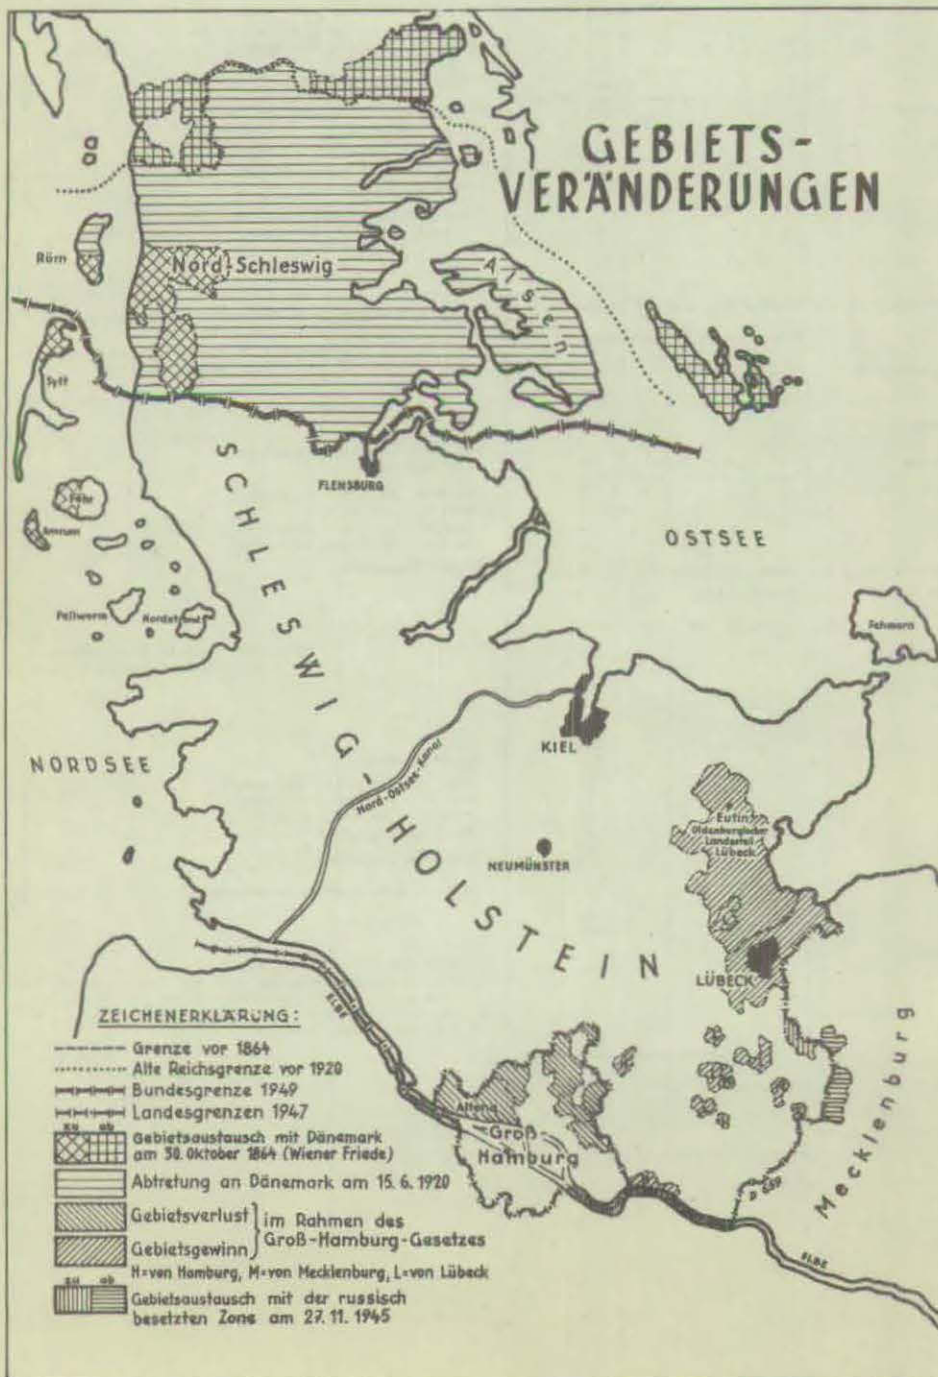 GEBIETS-
VERÄNDERUNGEN
Röm
Nord-Schleswig
Alsen
Sylt
FLENSBURG
Föhr
Amrum
Pellworm
Nordstrand
OSTSEE
Fehmarn
SCHLESWIG-HOLSTEIN
KIEL
NORDSEE
Nord-Ostsee-Kanal
Eutin
Oldenburgischer
Landesteil
Lübeck
NEUMÜNSTER
LÜBECK
Mecklenburg
ELBE
Altona
Groß-
Hamburg
ELBE
ZEICHENERKLÄRUNG:
Grenze vor 1864
Alte Reichsgrenze vor 1920
Bundesgrenze 1949
Landesgrenzen 1947
zu ab
Gebietsaustausch mit Dänemark
am 30. Oktober 1864 (Wiener Friede)
Abtretung an Dänemark am 15. 6. 1920
Gebietsverlust
Gebietsgewinn
im Rahmen des
Groß-Hamburg-Gesetzes
H=von Hamburg, M=von Mecklenburg, L=von Lübeck
zu ab
Gebietsaustausch mit der russisch
besetzten Zone am 27. 11. 1945